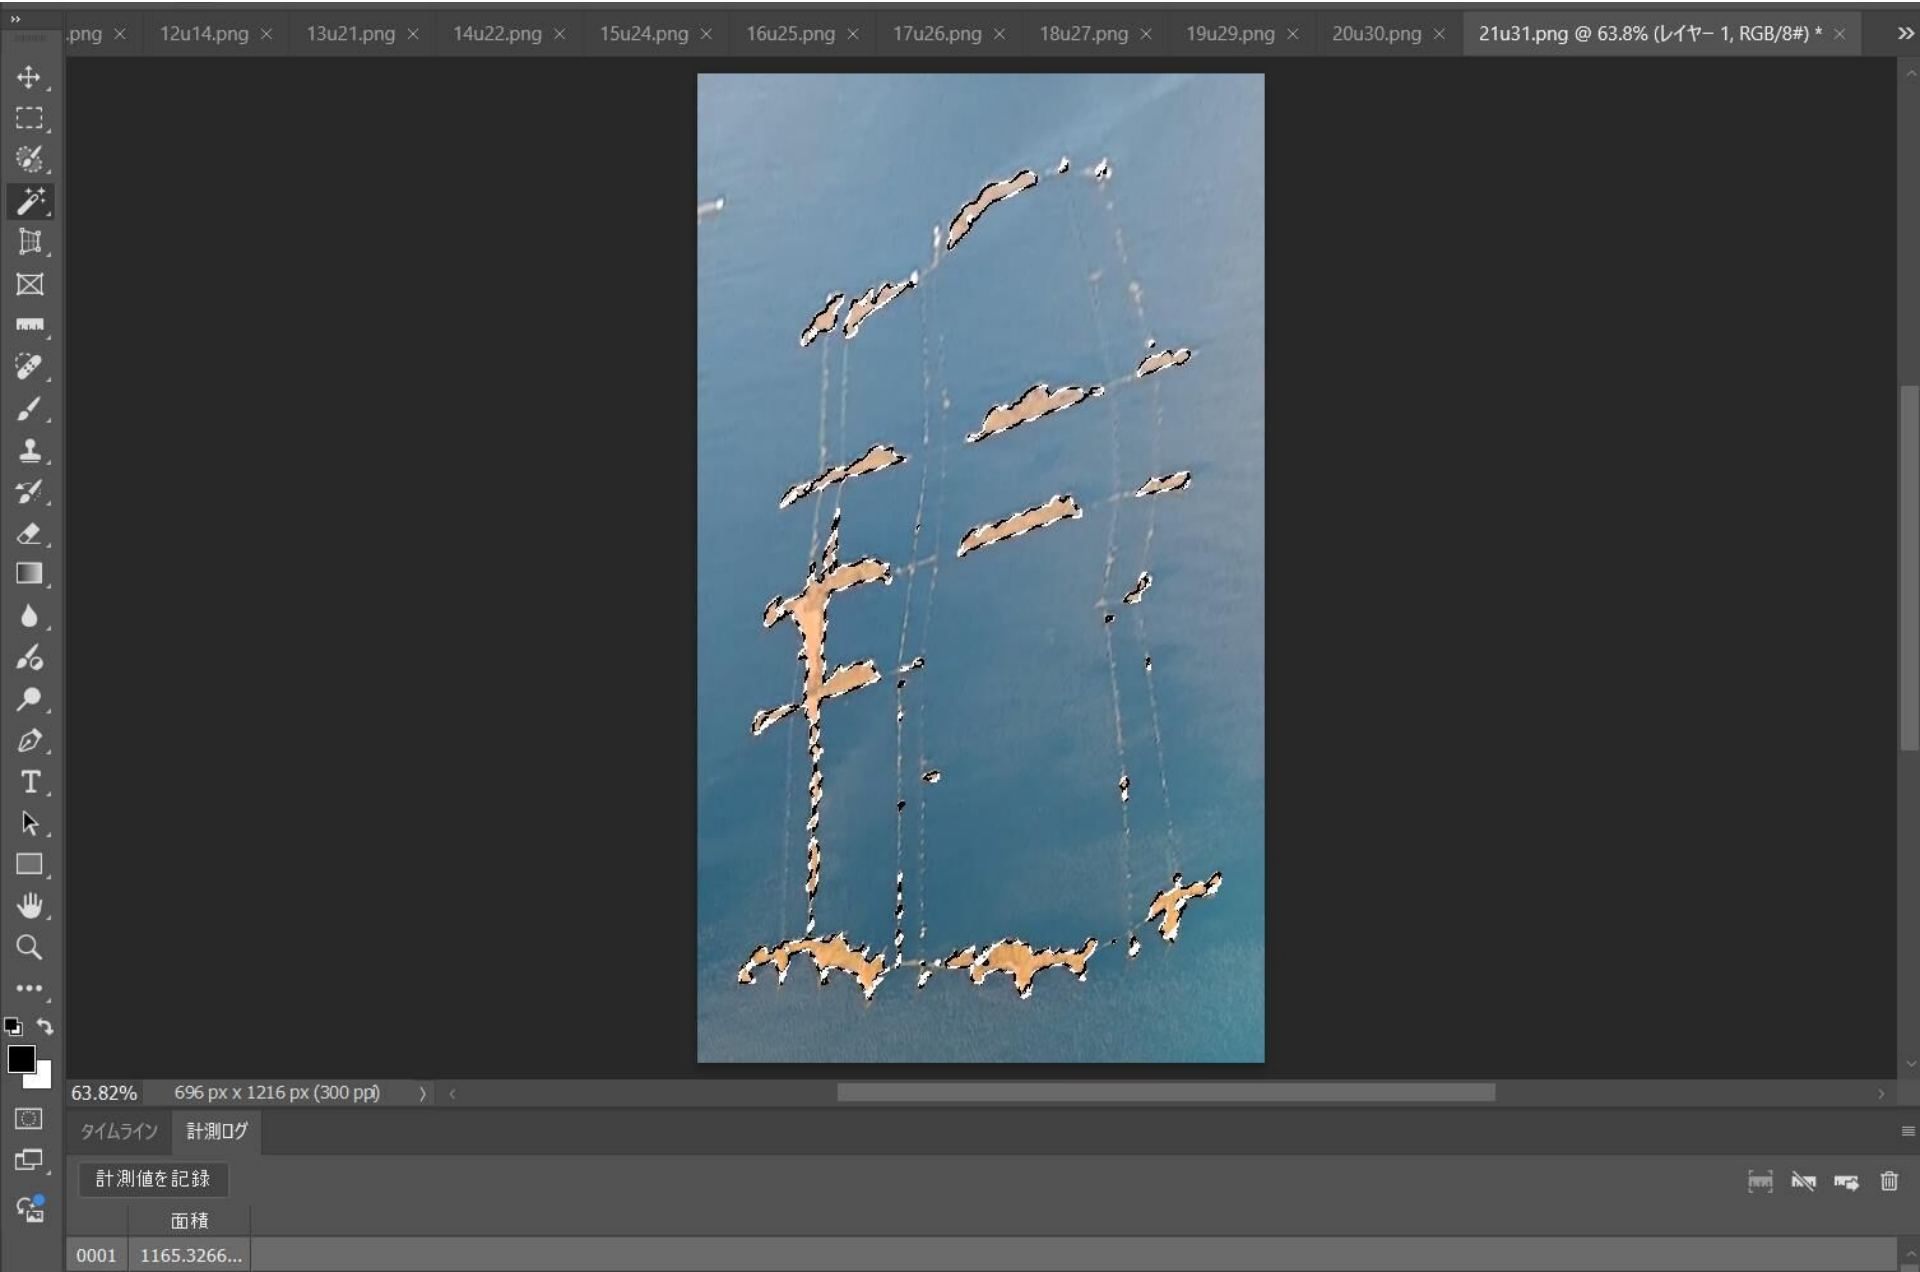 .png × 12u14.png × 13u21.png × 14u22.png × 15u24.png × 16u25.png × 17u26.png × 18u27.png × 19u29.png × 20u30.png × 21u31.png @ 63.8% (レイヤー 1, RGB/8#) * ×
63.82% 696 px x 1216 px (300 ppi)
タイムライン 計測ログ
計測値を記録
面積
0001 1165.3266...